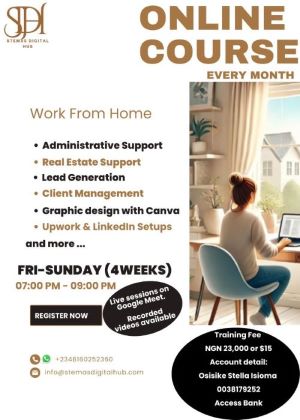 SDH
STEMAS DIGITAL
HUB
ONLINE
COURSE
EVERY MONTH
Work From Home
Administrative Support
Real Estate Support
Lead Generation
Client Management
Graphic design with Canva
Upwork & LinkedIn Setups
and more ...
FRI-SUNDAY (4WEEKS)
07:00 PM - 09:00 PM
REGISTER NOW
Live sessions on
Google Meet.
Recorded
videos available
+2348160252360
info@stemasdigitalhub.com
Training Fee
NGN 23,000 or $15
Account detail:
Osisike Stella Isioma
0038179252
Access Bank